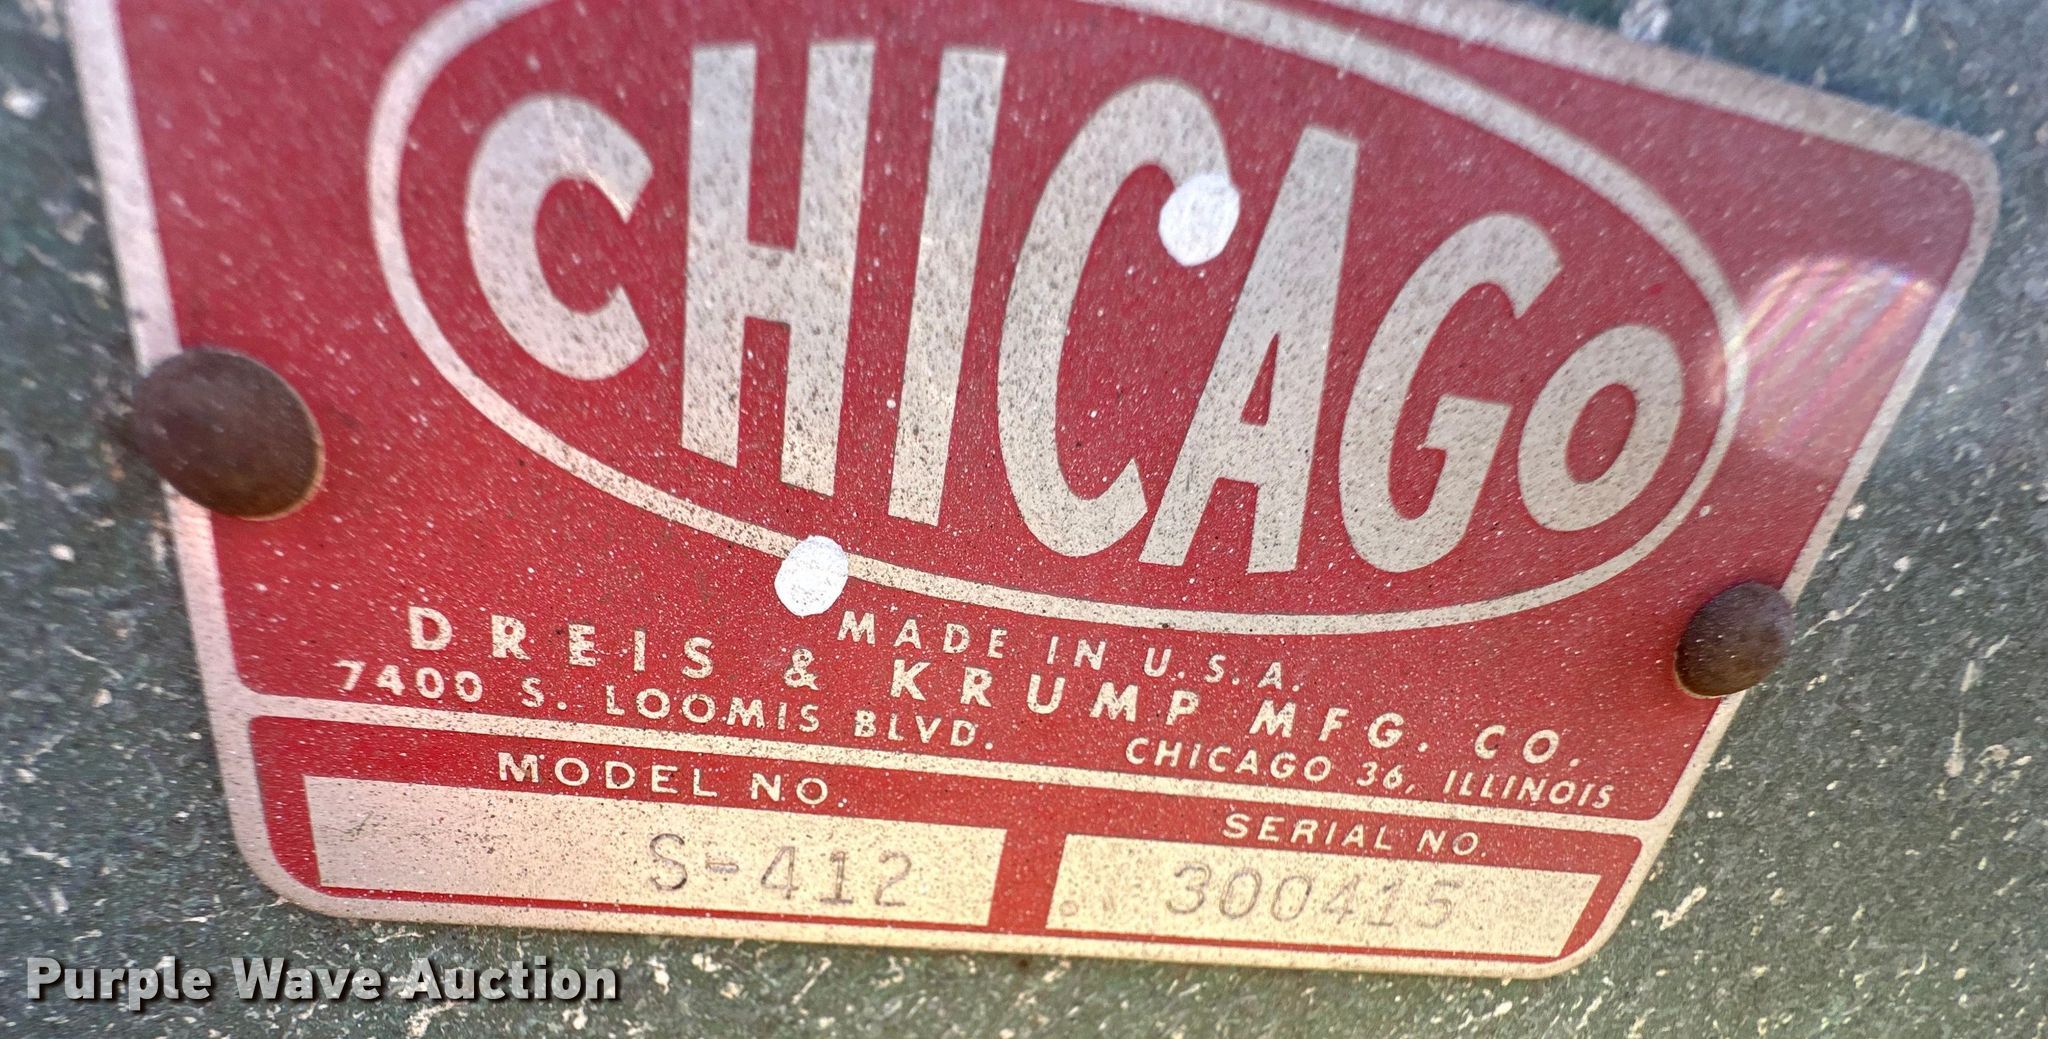 CHICAGO
MADE IN U.S.A.
DREIS & KRUMP MFG. CO.
7400 S. LOOMIS BLVD. CHICAGO 36, ILLINOIS
MODEL NO. SERIAL NO.
S-412 300415
Purple Wave Auction